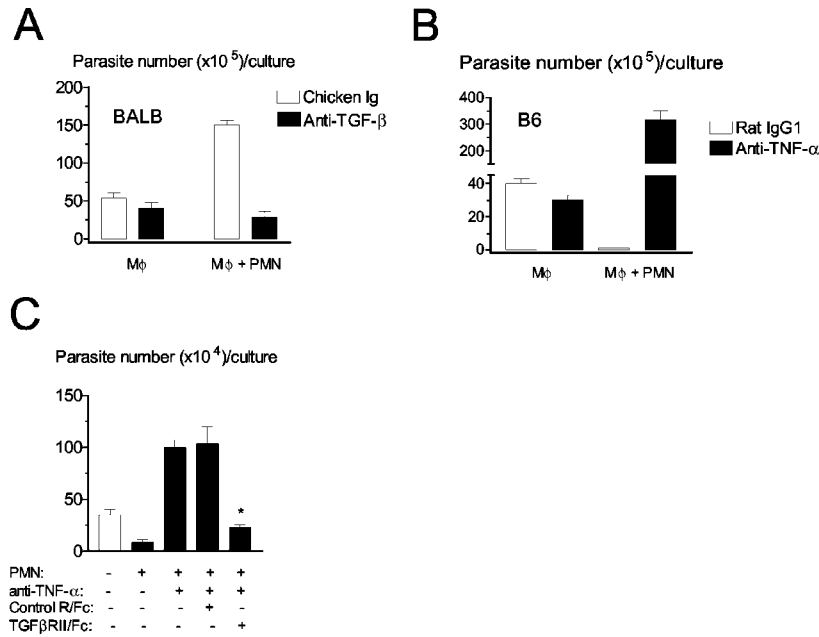 A
Parasite number (x10⁵)/culture
200
150
100
50
0
BALB
Chicken Ig
Anti-TGF-β
Mϕ
Mϕ + PMN
B
Parasite number (x10⁵)/culture
400
300
200
40
20
0
B6
Rat IgG1
Anti-TNF-α
Mϕ
Mϕ + PMN
C
Parasite number (x10⁴)/culture
150
100
50
0
*
PMN: - + + + +
anti-TNF-α: - - + + +
Control R/Fc: - - - + -
TGFβRII/Fc: - - - - +